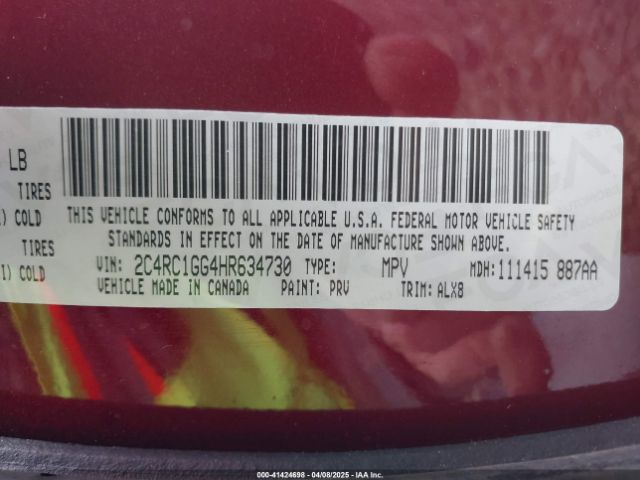 LB
TIRES
) COLD
TIRES
I) COLD
THIS VEHICLE CONFORMS TO ALL APPLICABLE U.S.A. FEDERAL MOTOR VEHICLE SAFETY
STANDARDS IN EFFECT ON THE DATE OF MANUFACTURE SHOWN ABOVE.
VIN: 2C4RC1GG4HR634730 TYPE: MPV MDH: 111415 887AA
VEHICLE MADE IN CANADA PAINT: PRV TRIM: ALX8
000-41424698 - 04/08/2025 - IAAI.COM